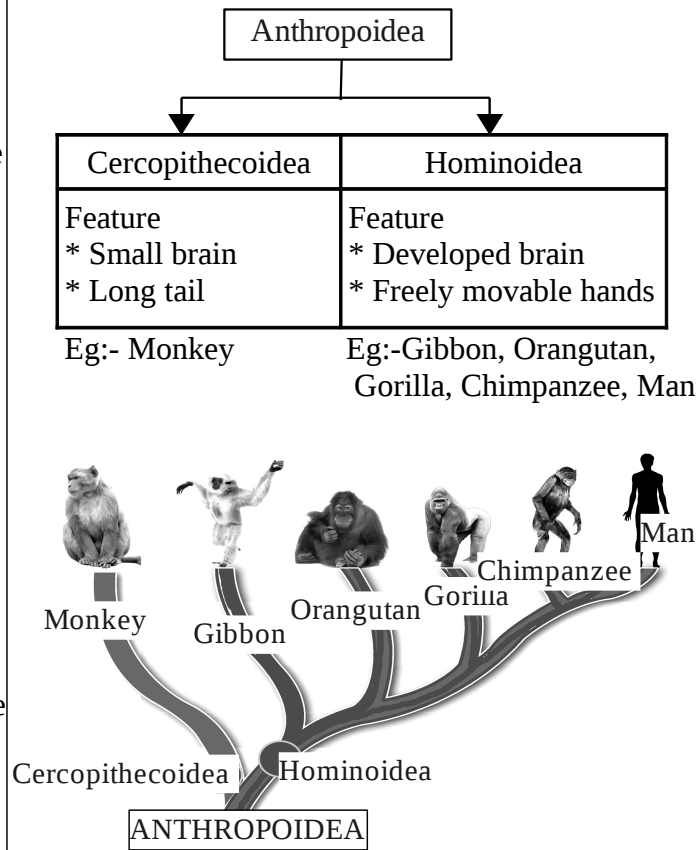 Anthropoidea
Cercopithecoidea
Hominoidea
Feature
* Small brain
* Long tail
Feature
* Developed brain
* Freely movable hands
Eg:- Monkey
Eg:-Gibbon, Orangutan,
Gorilla, Chimpanzee, Man
Man
Chimpanzee
Gorilla
Orangutan
Monkey
Gibbon
Cercopithecoidea
Hominoidea
ANTHROPOIDEA